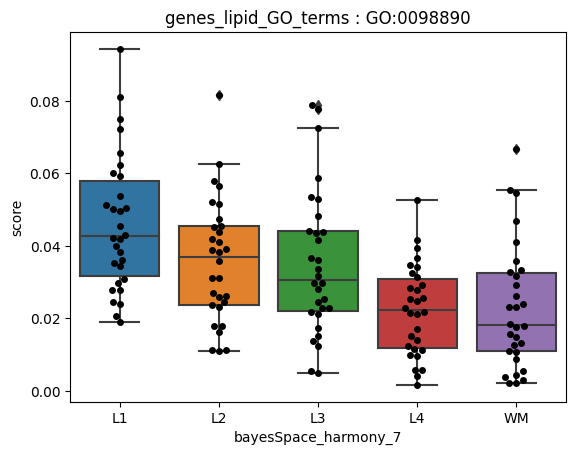 genes_lipid_GO_terms : GO:0098890
score
0.08
0.06
0.04
0.02
0.00
L1 L2 L3 L4 WM
bayesSpace_harmony_7